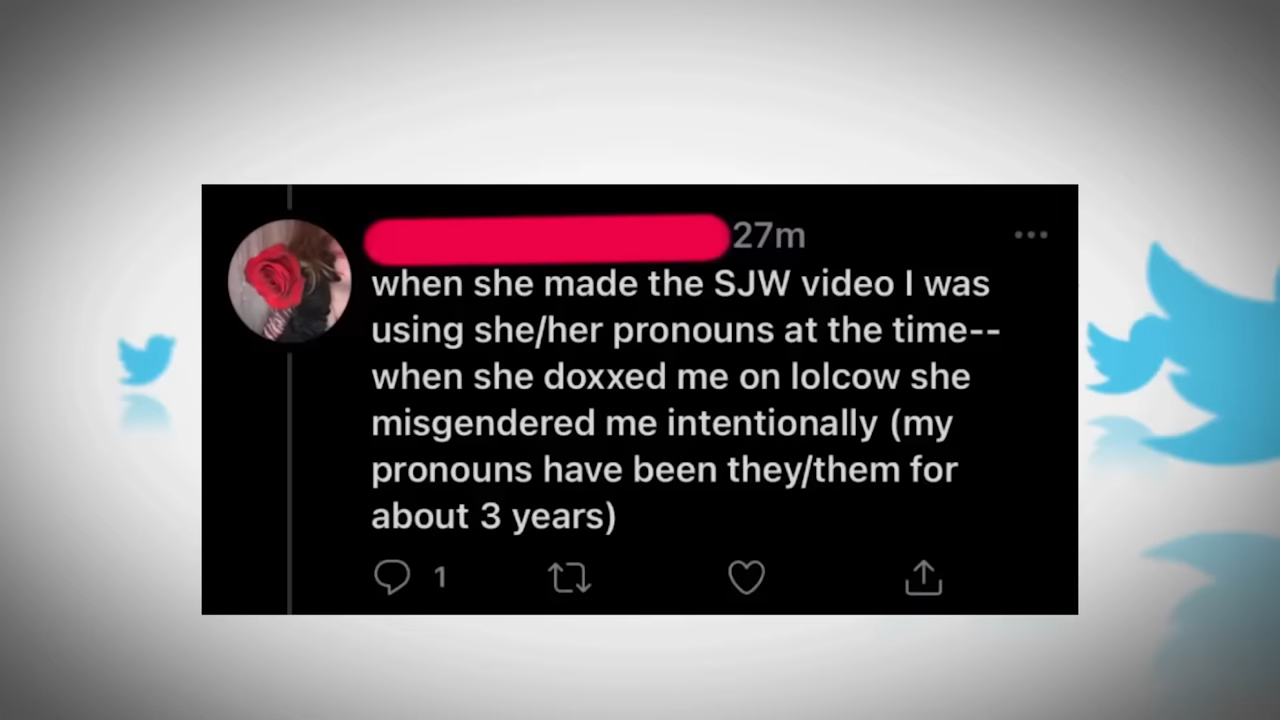 27m
when she made the SJW video I was
using she/her pronouns at the time--
when she doxxed me on lolcow she
misgendered me intentionally (my
pronouns have been they/them for
about 3 years)
1